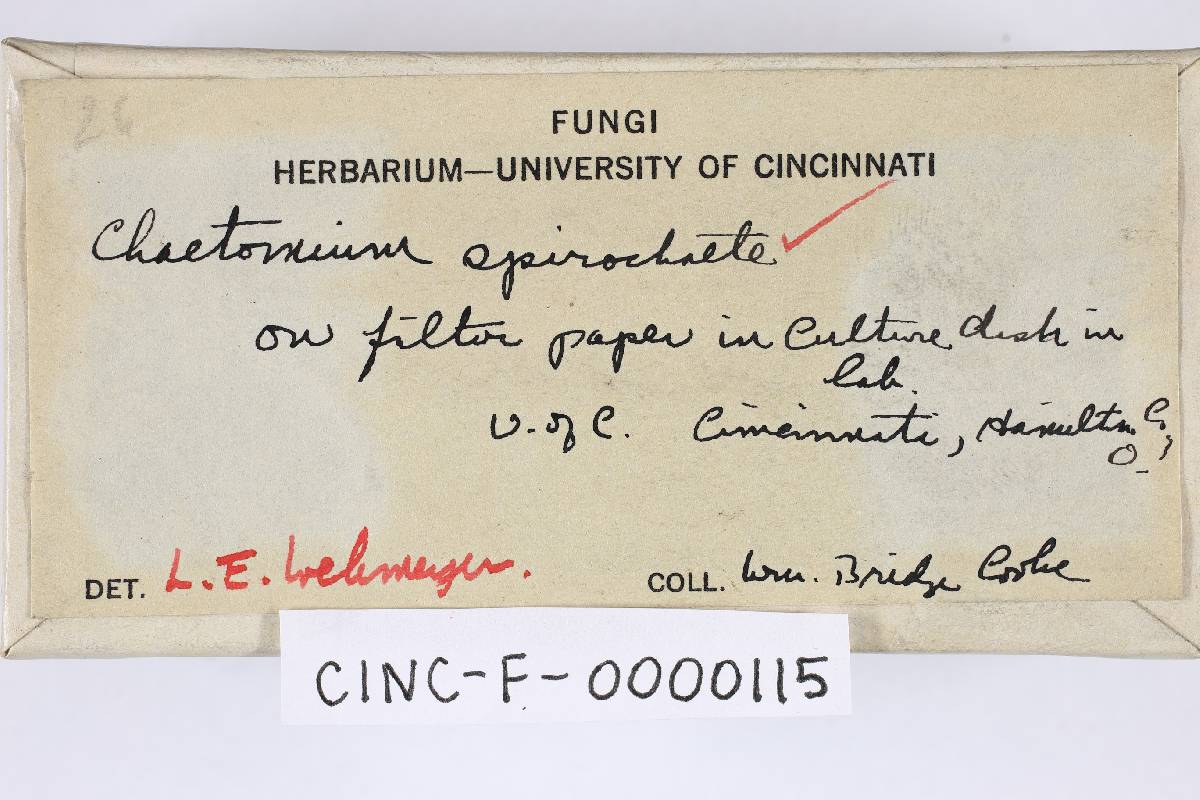 26
FUNGI
HERBARIUM—UNIVERSITY OF CINCINNATI
Chaetomium spirochaete
on filter paper in Culture dish in
lab.
U. of C. Cincinnati, Hamilton Co,
O.
DET. L. E. Wehmeyer.
COLL. Wm. Bridge Cooke
CINC-F-0000115